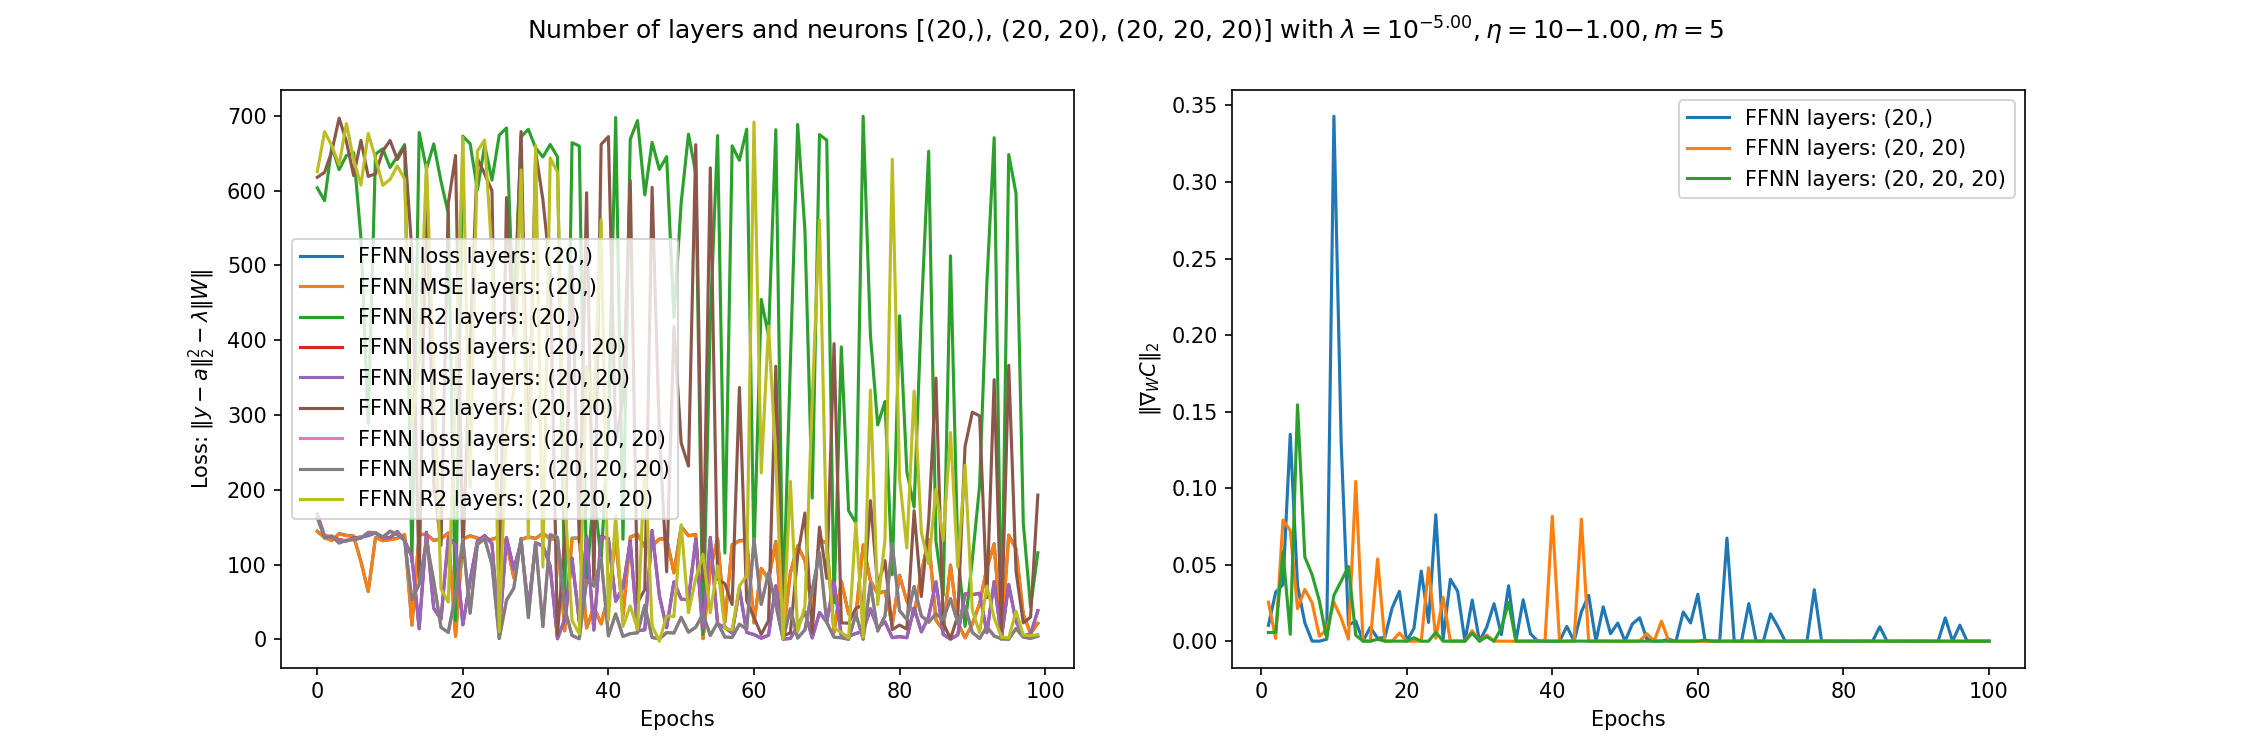 Number of layers and neurons [(20,), (20, 20), (20, 20, 20)] with λ = 10^{−5.00}, η = 10−1.00, m = 5
Loss: ‖y − a‖₂² − λ‖W‖
700
600
500
400
300
200
100
0
FFNN loss layers: (20,)
FFNN MSE layers: (20,)
FFNN R2 layers: (20,)
FFNN loss layers: (20, 20)
FFNN MSE layers: (20, 20)
FFNN R2 layers: (20, 20)
FFNN loss layers: (20, 20, 20)
FFNN MSE layers: (20, 20, 20)
FFNN R2 layers: (20, 20, 20)
0 20 40 60 80 100
Epochs
‖∇_W C‖₂
0.35
0.30
0.25
0.20
0.15
0.10
0.05
0.00
FFNN layers: (20,)
FFNN layers: (20, 20)
FFNN layers: (20, 20, 20)
0 20 40 60 80 100
Epochs